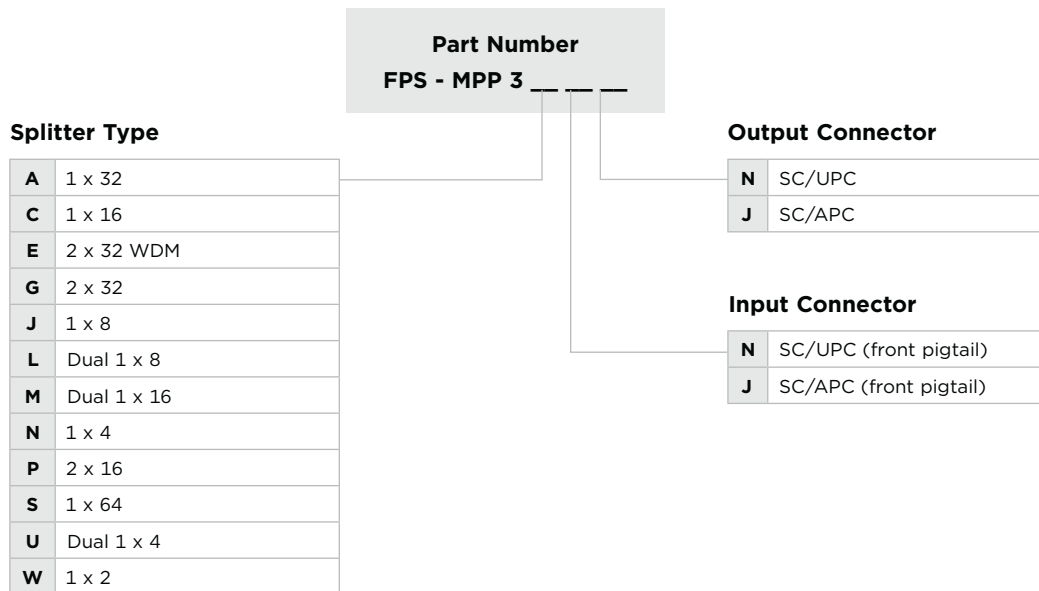 Part Number
FPS - MPP 3 __ __ __
Splitter Type
A 1 x 32
C 1 x 16
E 2 x 32 WDM
G 2 x 32
J 1 x 8
L Dual 1 x 8
M Dual 1 x 16
N 1 x 4
P 2 x 16
S 1 x 64
U Dual 1 x 4
W 1 x 2
Output Connector
N SC/UPC
J SC/APC
Input Connector
N SC/UPC (front pigtail)
J SC/APC (front pigtail)